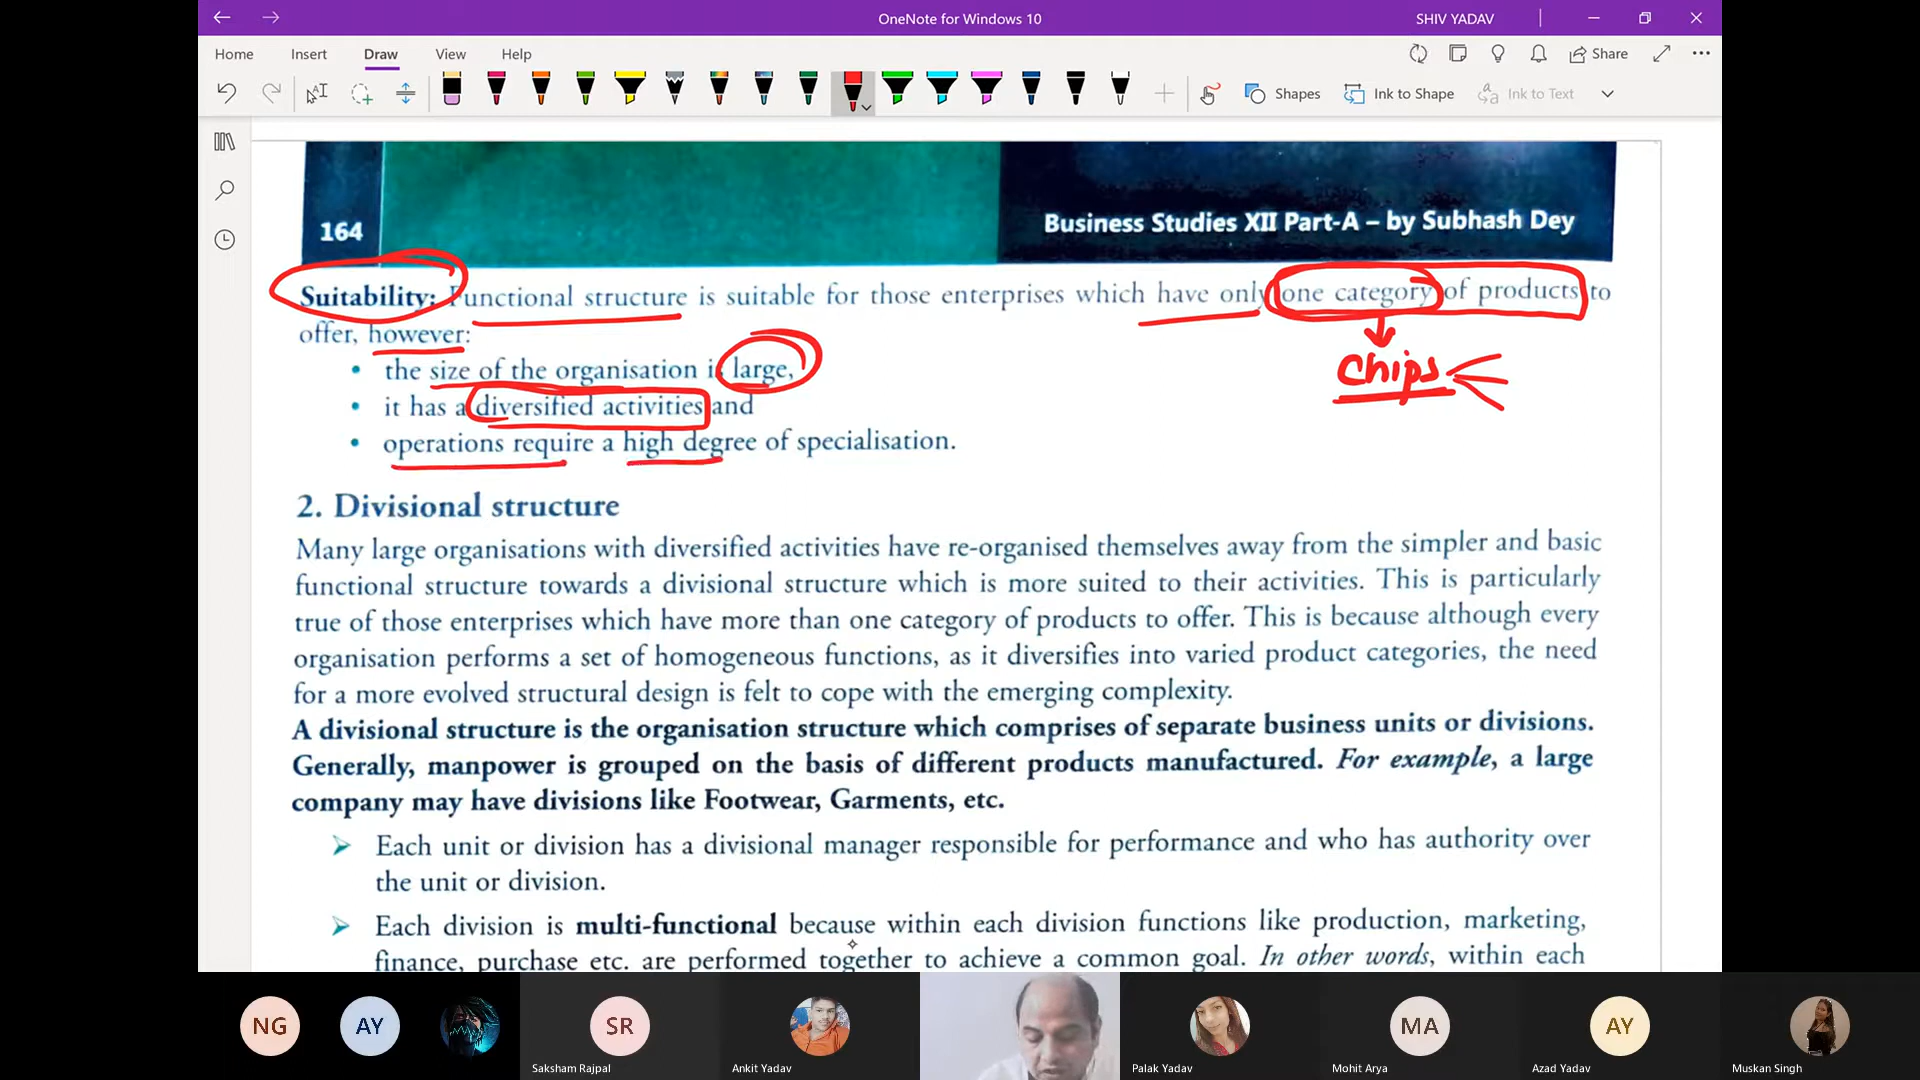 OneNote for Windows 10
SHIV YADAV
Home Insert Draw View Help
Share
Shapes Ink to Shape Ink to Text
164
Business Studies XII Part-A – by Subhash Dey
Suitability: Functional structure is suitable for those enterprises which have only one category of products to
offer, however:
• the size of the organisation is large,
• it has a diversified activities and
• operations require a high degree of specialisation.
Chips
2. Divisional structure
Many large organisations with diversified activities have re-organised themselves away from the simpler and basic
functional structure towards a divisional structure which is more suited to their activities. This is particularly
true of those enterprises which have more than one category of products to offer. This is because although every
organisation performs a set of homogeneous functions, as it diversifies into varied product categories, the need
for a more evolved structural design is felt to cope with the emerging complexity.
A divisional structure is the organisation structure which comprises of separate business units or divisions.
Generally, manpower is grouped on the basis of different products manufactured. For example, a large
company may have divisions like Footwear, Garments, etc.
Each unit or division has a divisional manager responsible for performance and who has authority over
the unit or division.
Each division is multi-functional because within each division functions like production, marketing,
finance, purchase etc. are performed together to achieve a common goal. In other words, within each
NG AY SR MA AY
Saksham Rajpal Ankit Yadav Palak Yadav Mohit Arya Azad Yadav Muskan Singh